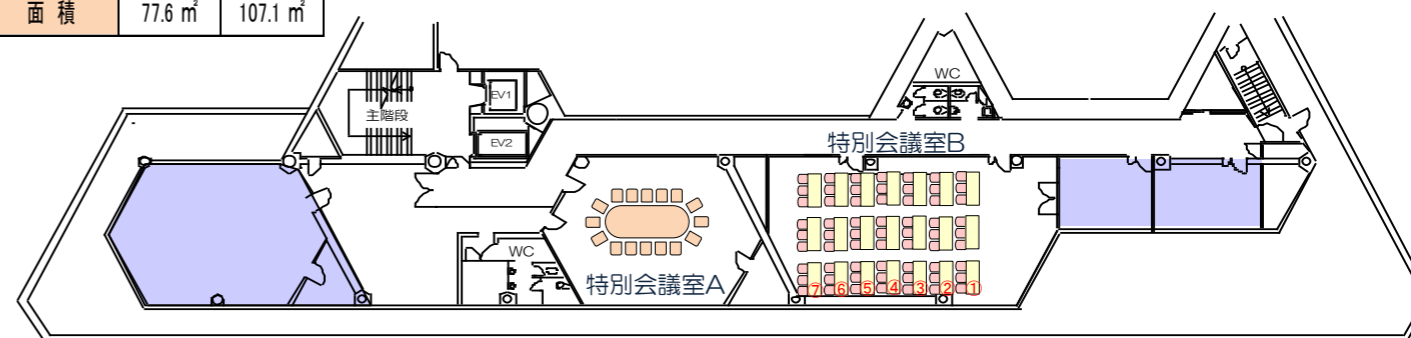 面 積 77.6 ㎡ 107.1 ㎡
WC
EV1
主階段
EV2
特別会議室B
WC
特別会議室A
⑦ ⑥ ⑤ ④ ③ ② ①